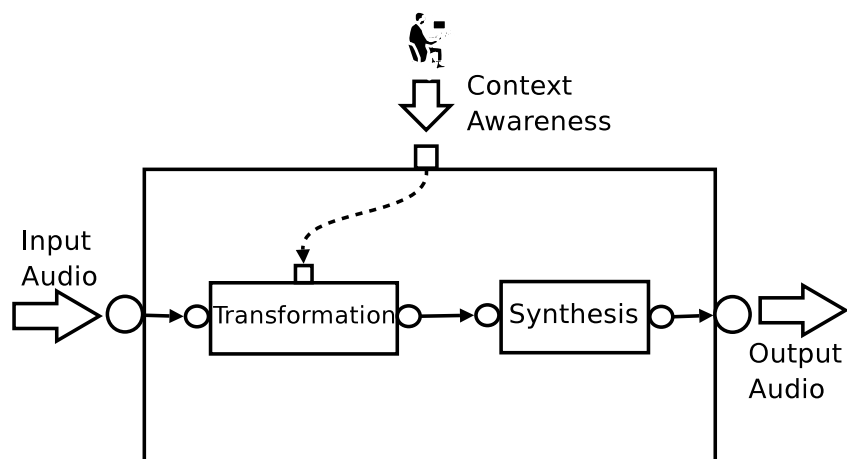 Context
Awareness
Input
Audio
Transformation
Synthesis
Output
Audio